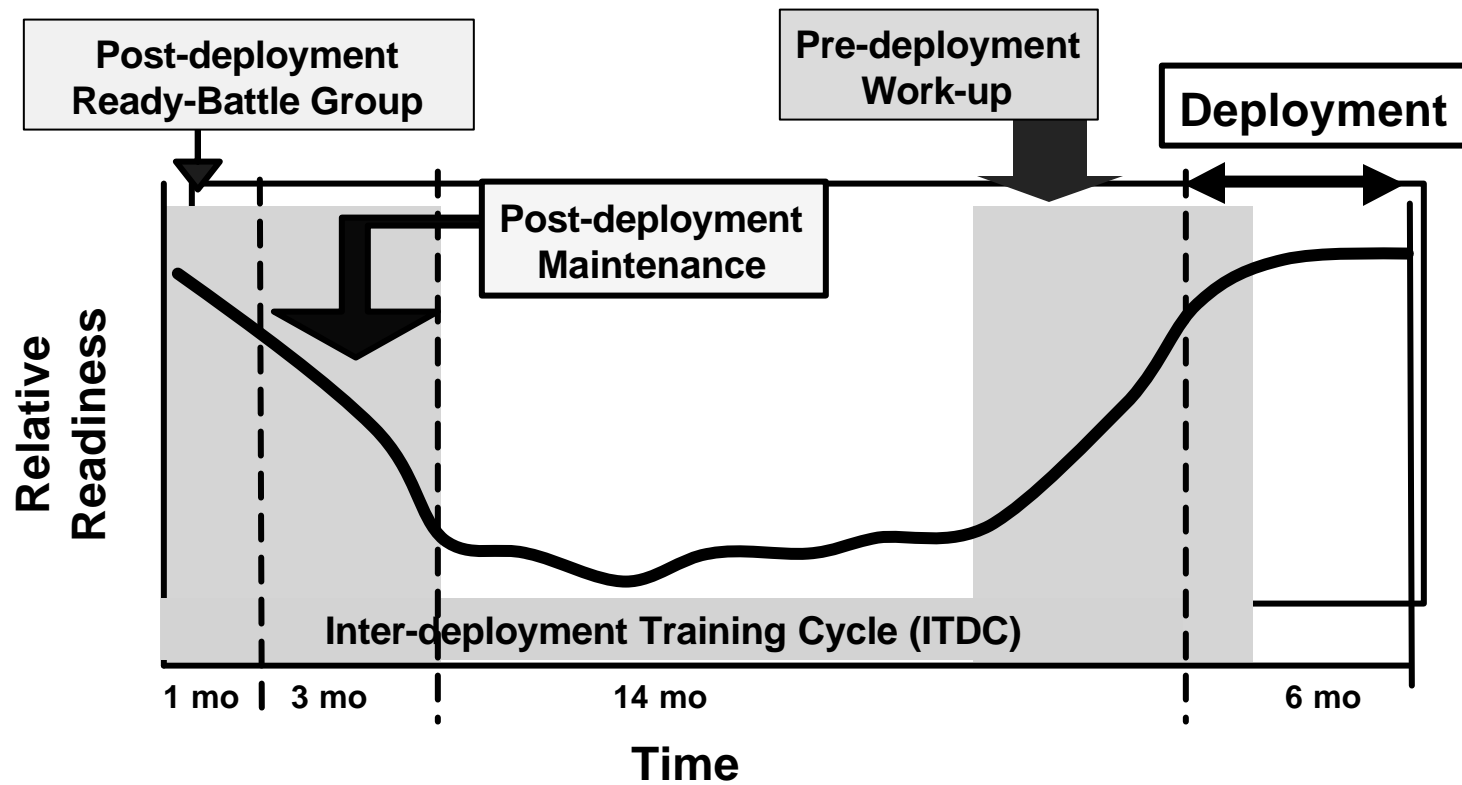 Post-deployment
Ready-Battle Group
Pre-deployment
Work-up
Deployment
Post-deployment
Maintenance
Relative
Readiness
Inter-deployment Training Cycle (ITDC)
1 mo
3 mo
14 mo
6 mo
Time